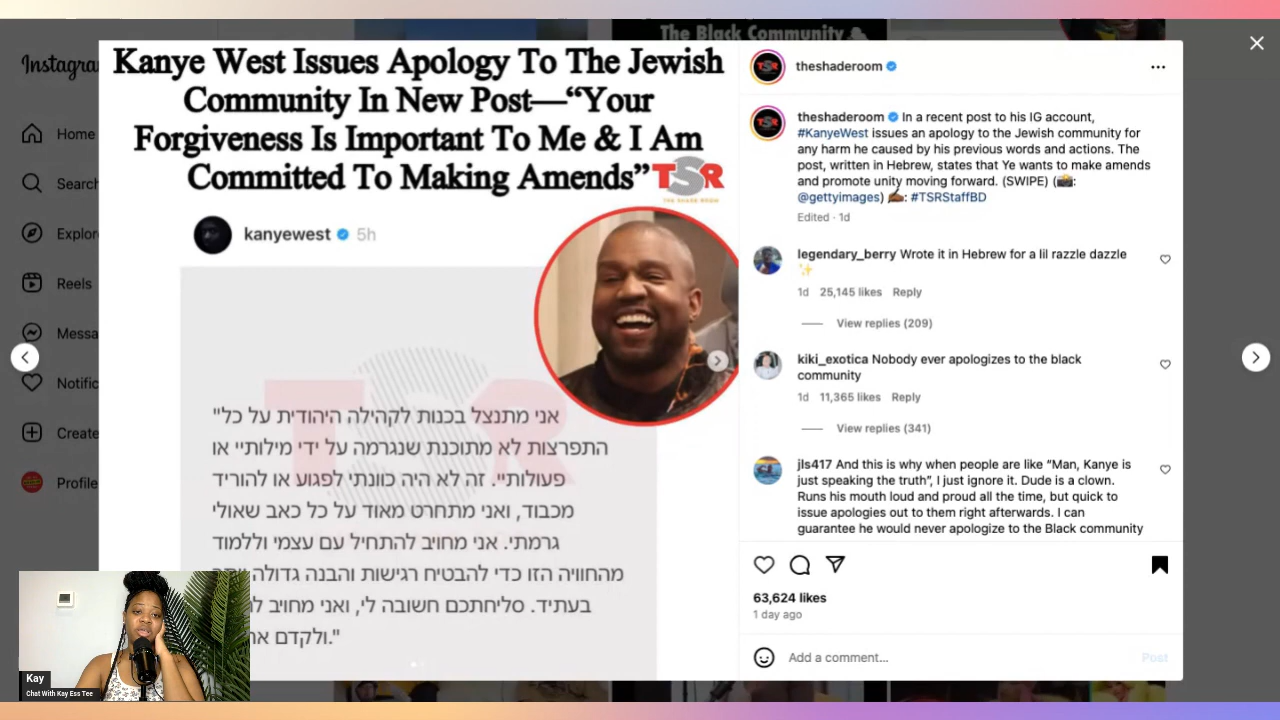 The Black Community
Instagra
Home
Search
Explor
Reels
Messa
Notific
Create
Profile
Kanye West Issues Apology To The Jewish
Community In New Post—“Your
Forgiveness Is Important To Me & I Am
Committed To Making Amends”
TSR
THE SHADE ROOM
kanyewest 5h
TSR
"אני מתנצל בכנות לקהילה היהודית על כל
התפרצות לא מתוכנת שנגרמה על ידי מילותיי או
פעולותיי. זה לא היה כוונתי לפגוע או להוריד
מכבוד, ואני מתחרט מאוד על כל כאב שאולי
גרמתי. אני מחויב להתחיל עם עצמי וללמוד
מהחוויה הזו כדי להבטיח רגישות והבנה גדולה
בעתיד. סליחתכם חשובה לי, ואני מחויב
ולקדם."
Kay
Chat With Kay Ess Tee
theshaderoom
•••
theshaderoom In a recent post to his IG account,
#KanyeWest issues an apology to the Jewish community for
any harm he caused by his previous words and actions. The
post, written in Hebrew, states that Ye wants to make amends
and promote unity moving forward. (SWIPE) (📸:
@gettyimages) ✍🏾: #TSRStaffBD
Edited · 1d
legendary_berry Wrote it in Hebrew for a lil razzle dazzle
✨
1d 25,145 likes Reply
View replies (209)
kiki_exotica Nobody ever apologizes to the black
community
1d 11,365 likes Reply
View replies (341)
jls417 And this is why when people are like “Man, Kanye is
just speaking the truth”, I just ignore it. Dude is a clown.
Runs his mouth loud and proud all the time, but quick to
issue apologies out to them right afterwards. I can
guarantee he would never apologize to the Black community
63,624 likes
1 day ago
Add a comment...
Post